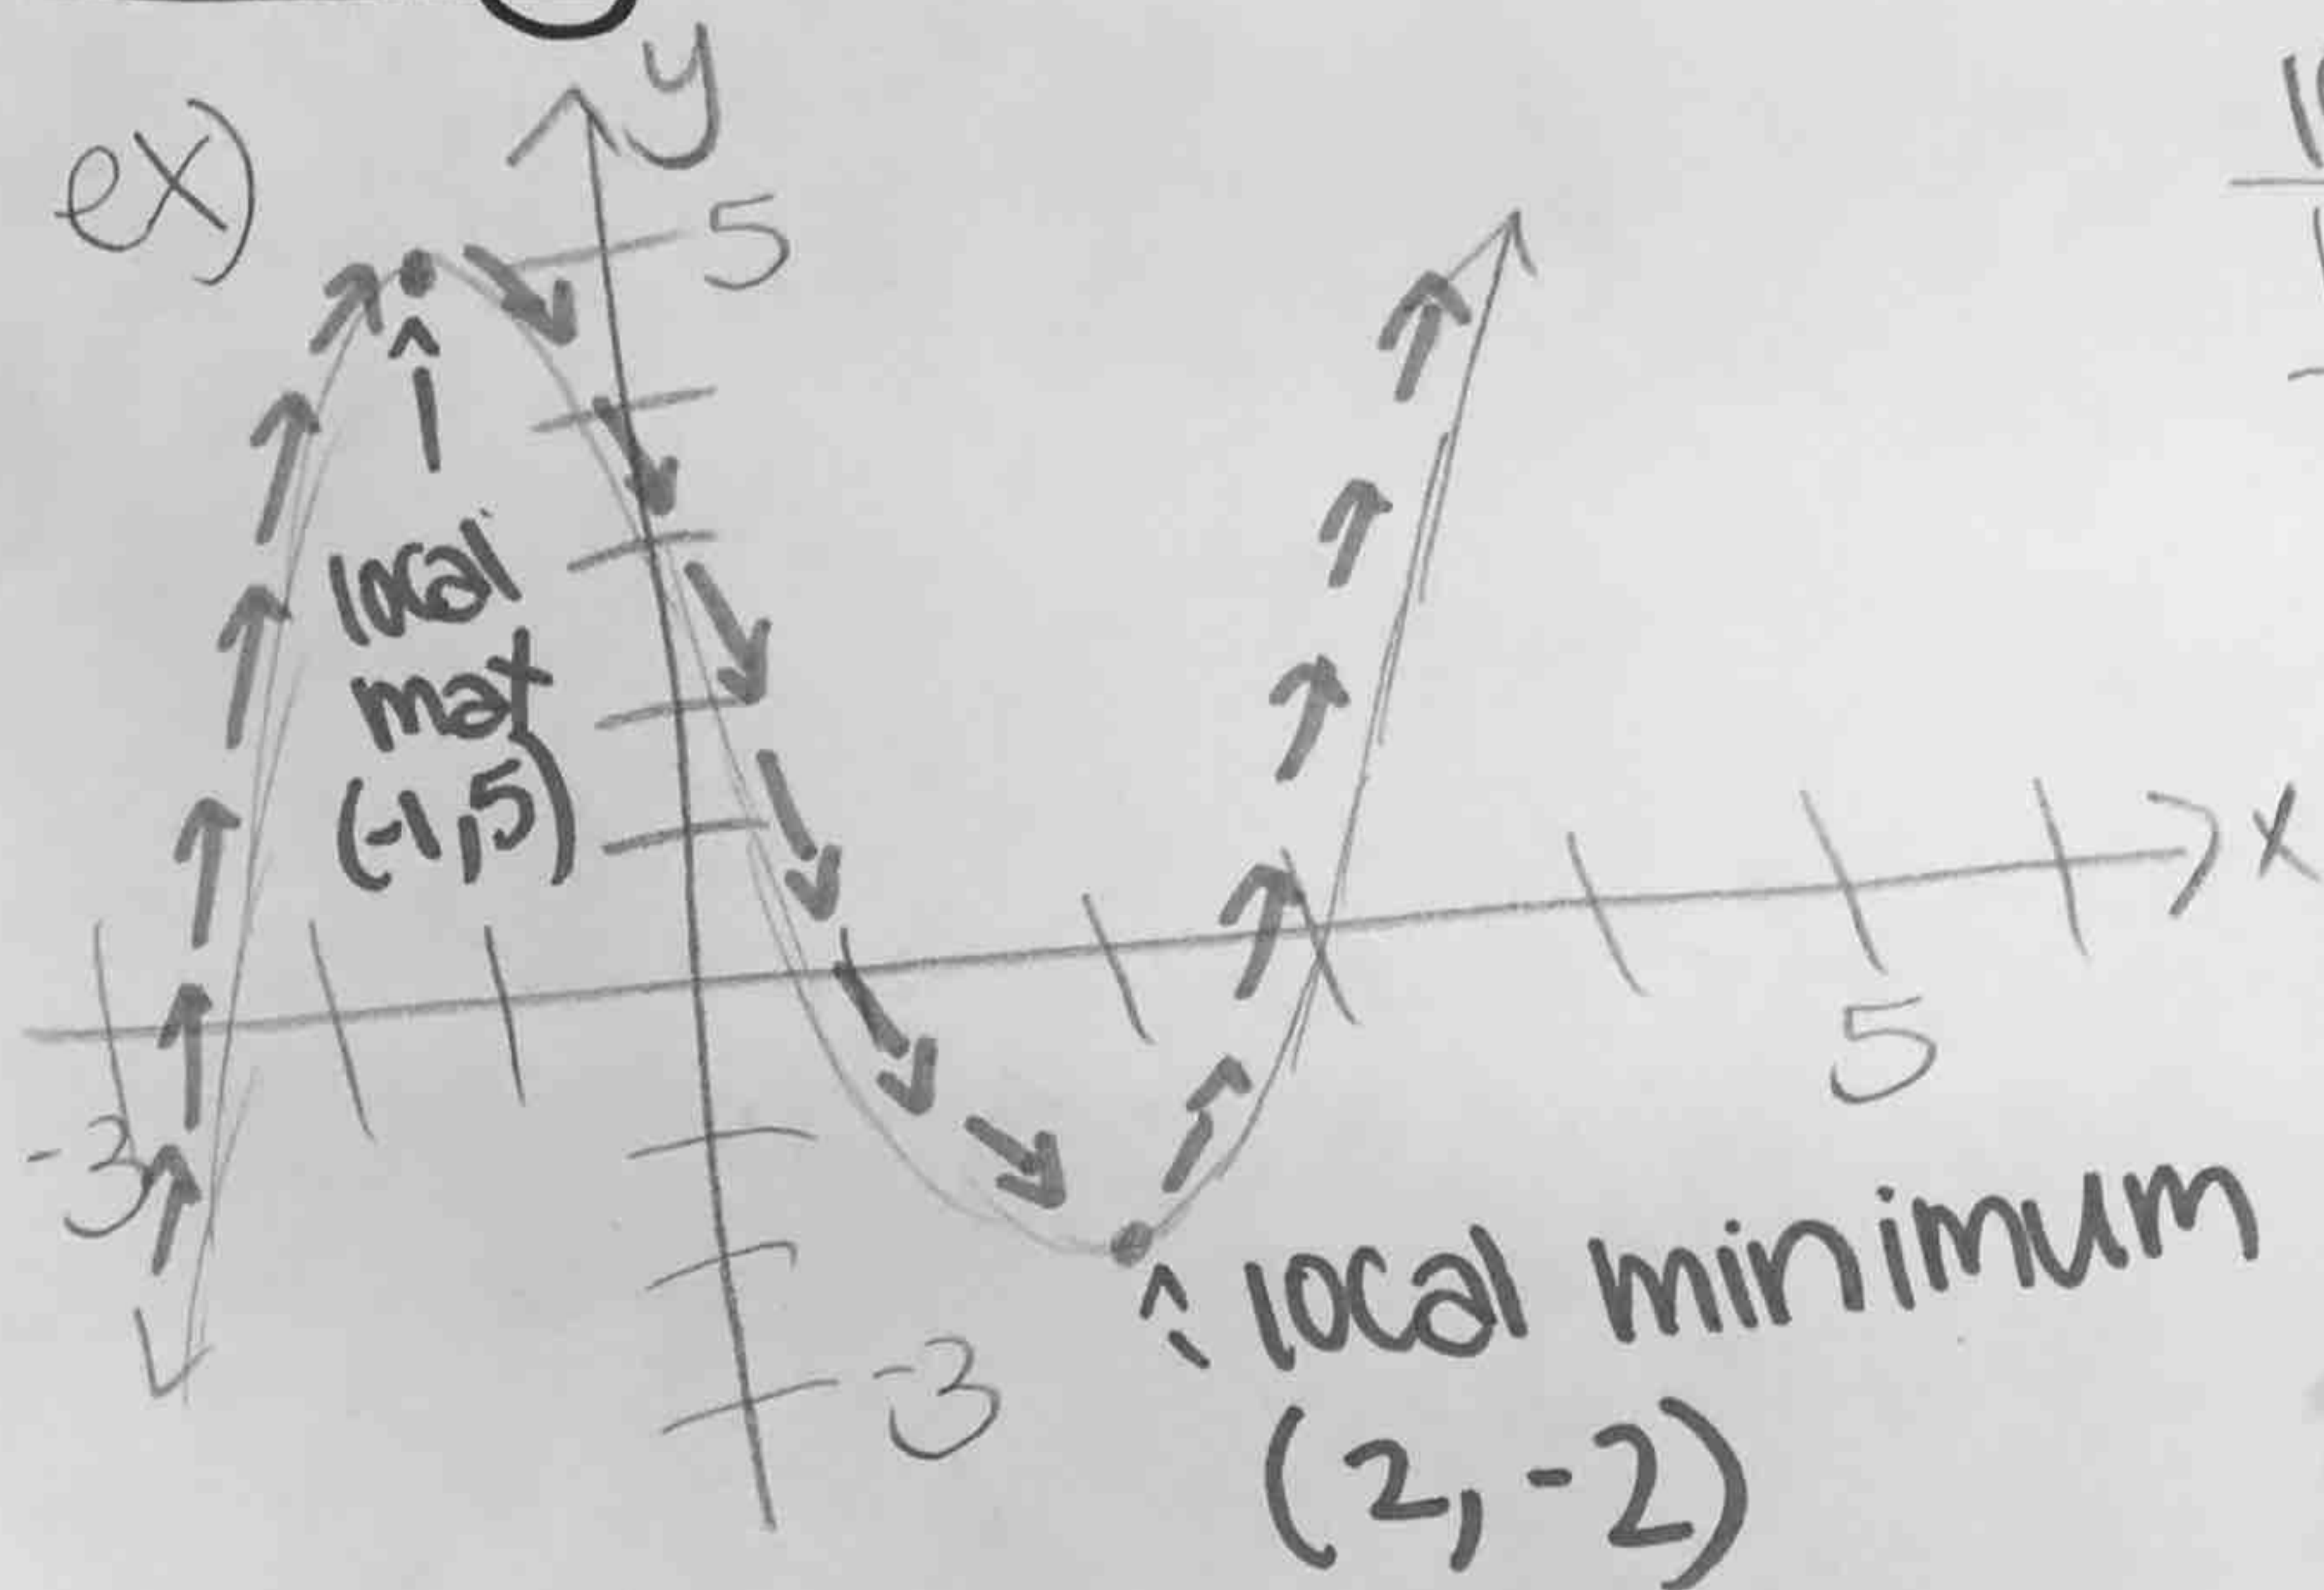 ex)
y
5
local
max
(-1,5)
x
-3
5
local minimum
-3
(2,-2)